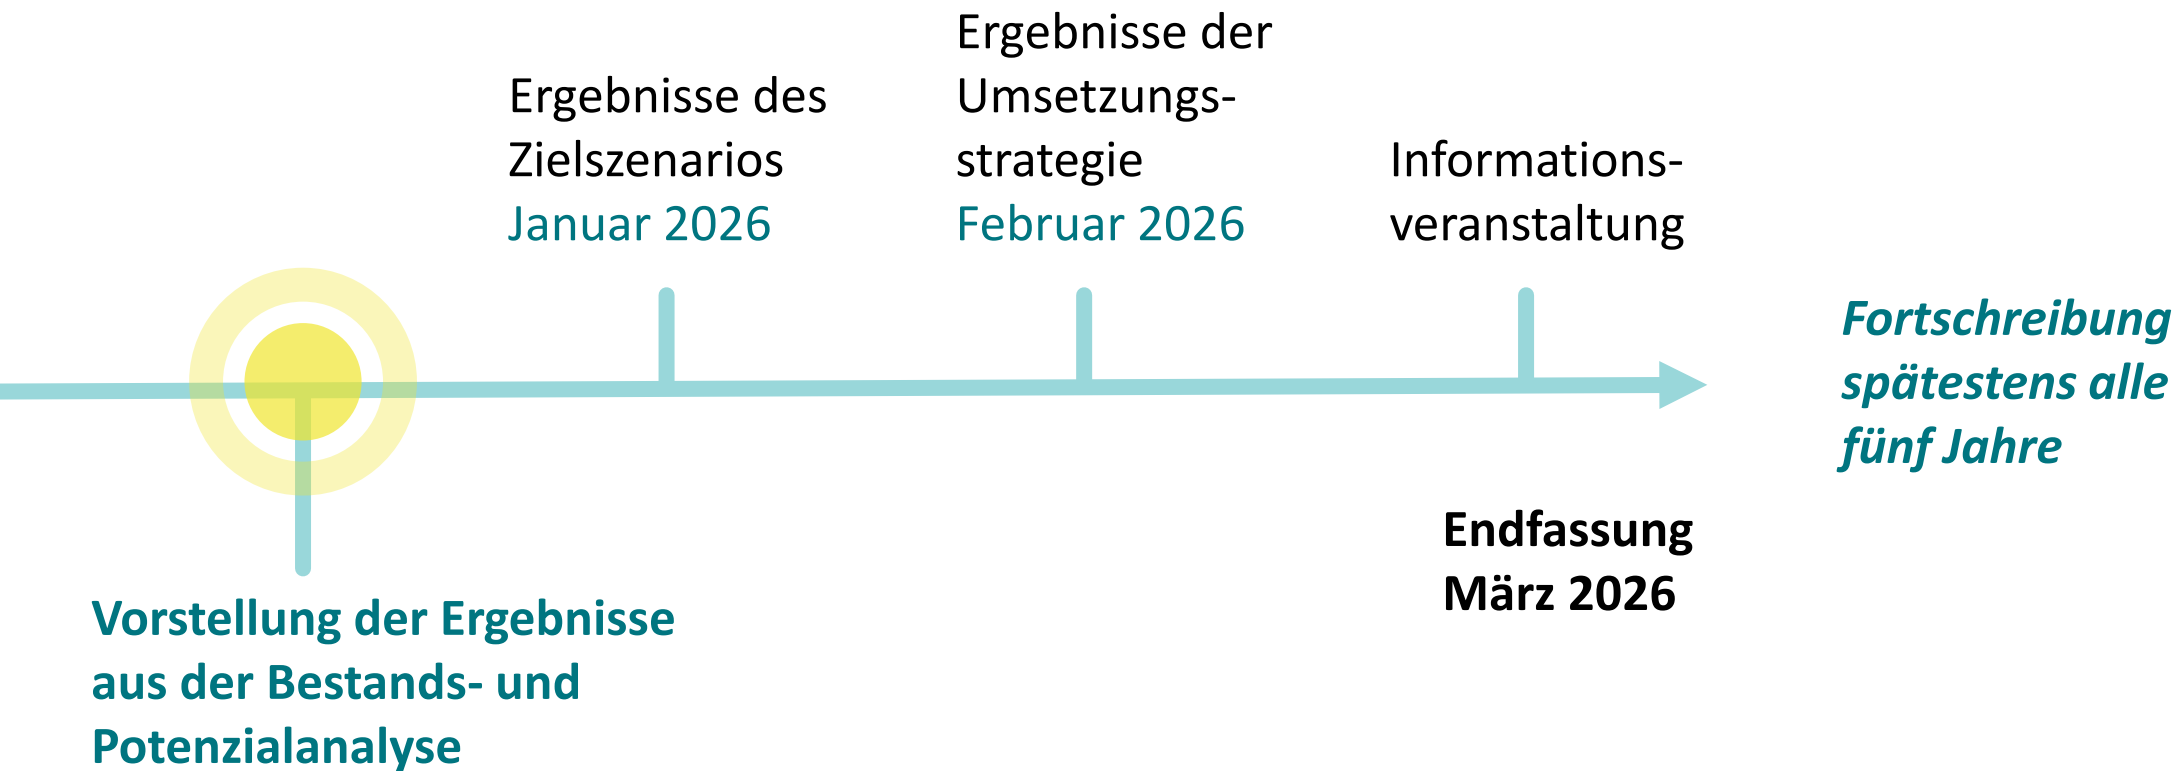 Ergebnisse des
Zielszenarios
Januar 2026
Ergebnisse der
Umsetzungs-
strategie
Februar 2026
Informations-
veranstaltung
Fortschreibung
spätestens alle
fünf Jahre
Endfassung
März 2026
Vorstellung der Ergebnisse
aus der Bestands- und
Potenzialanalyse